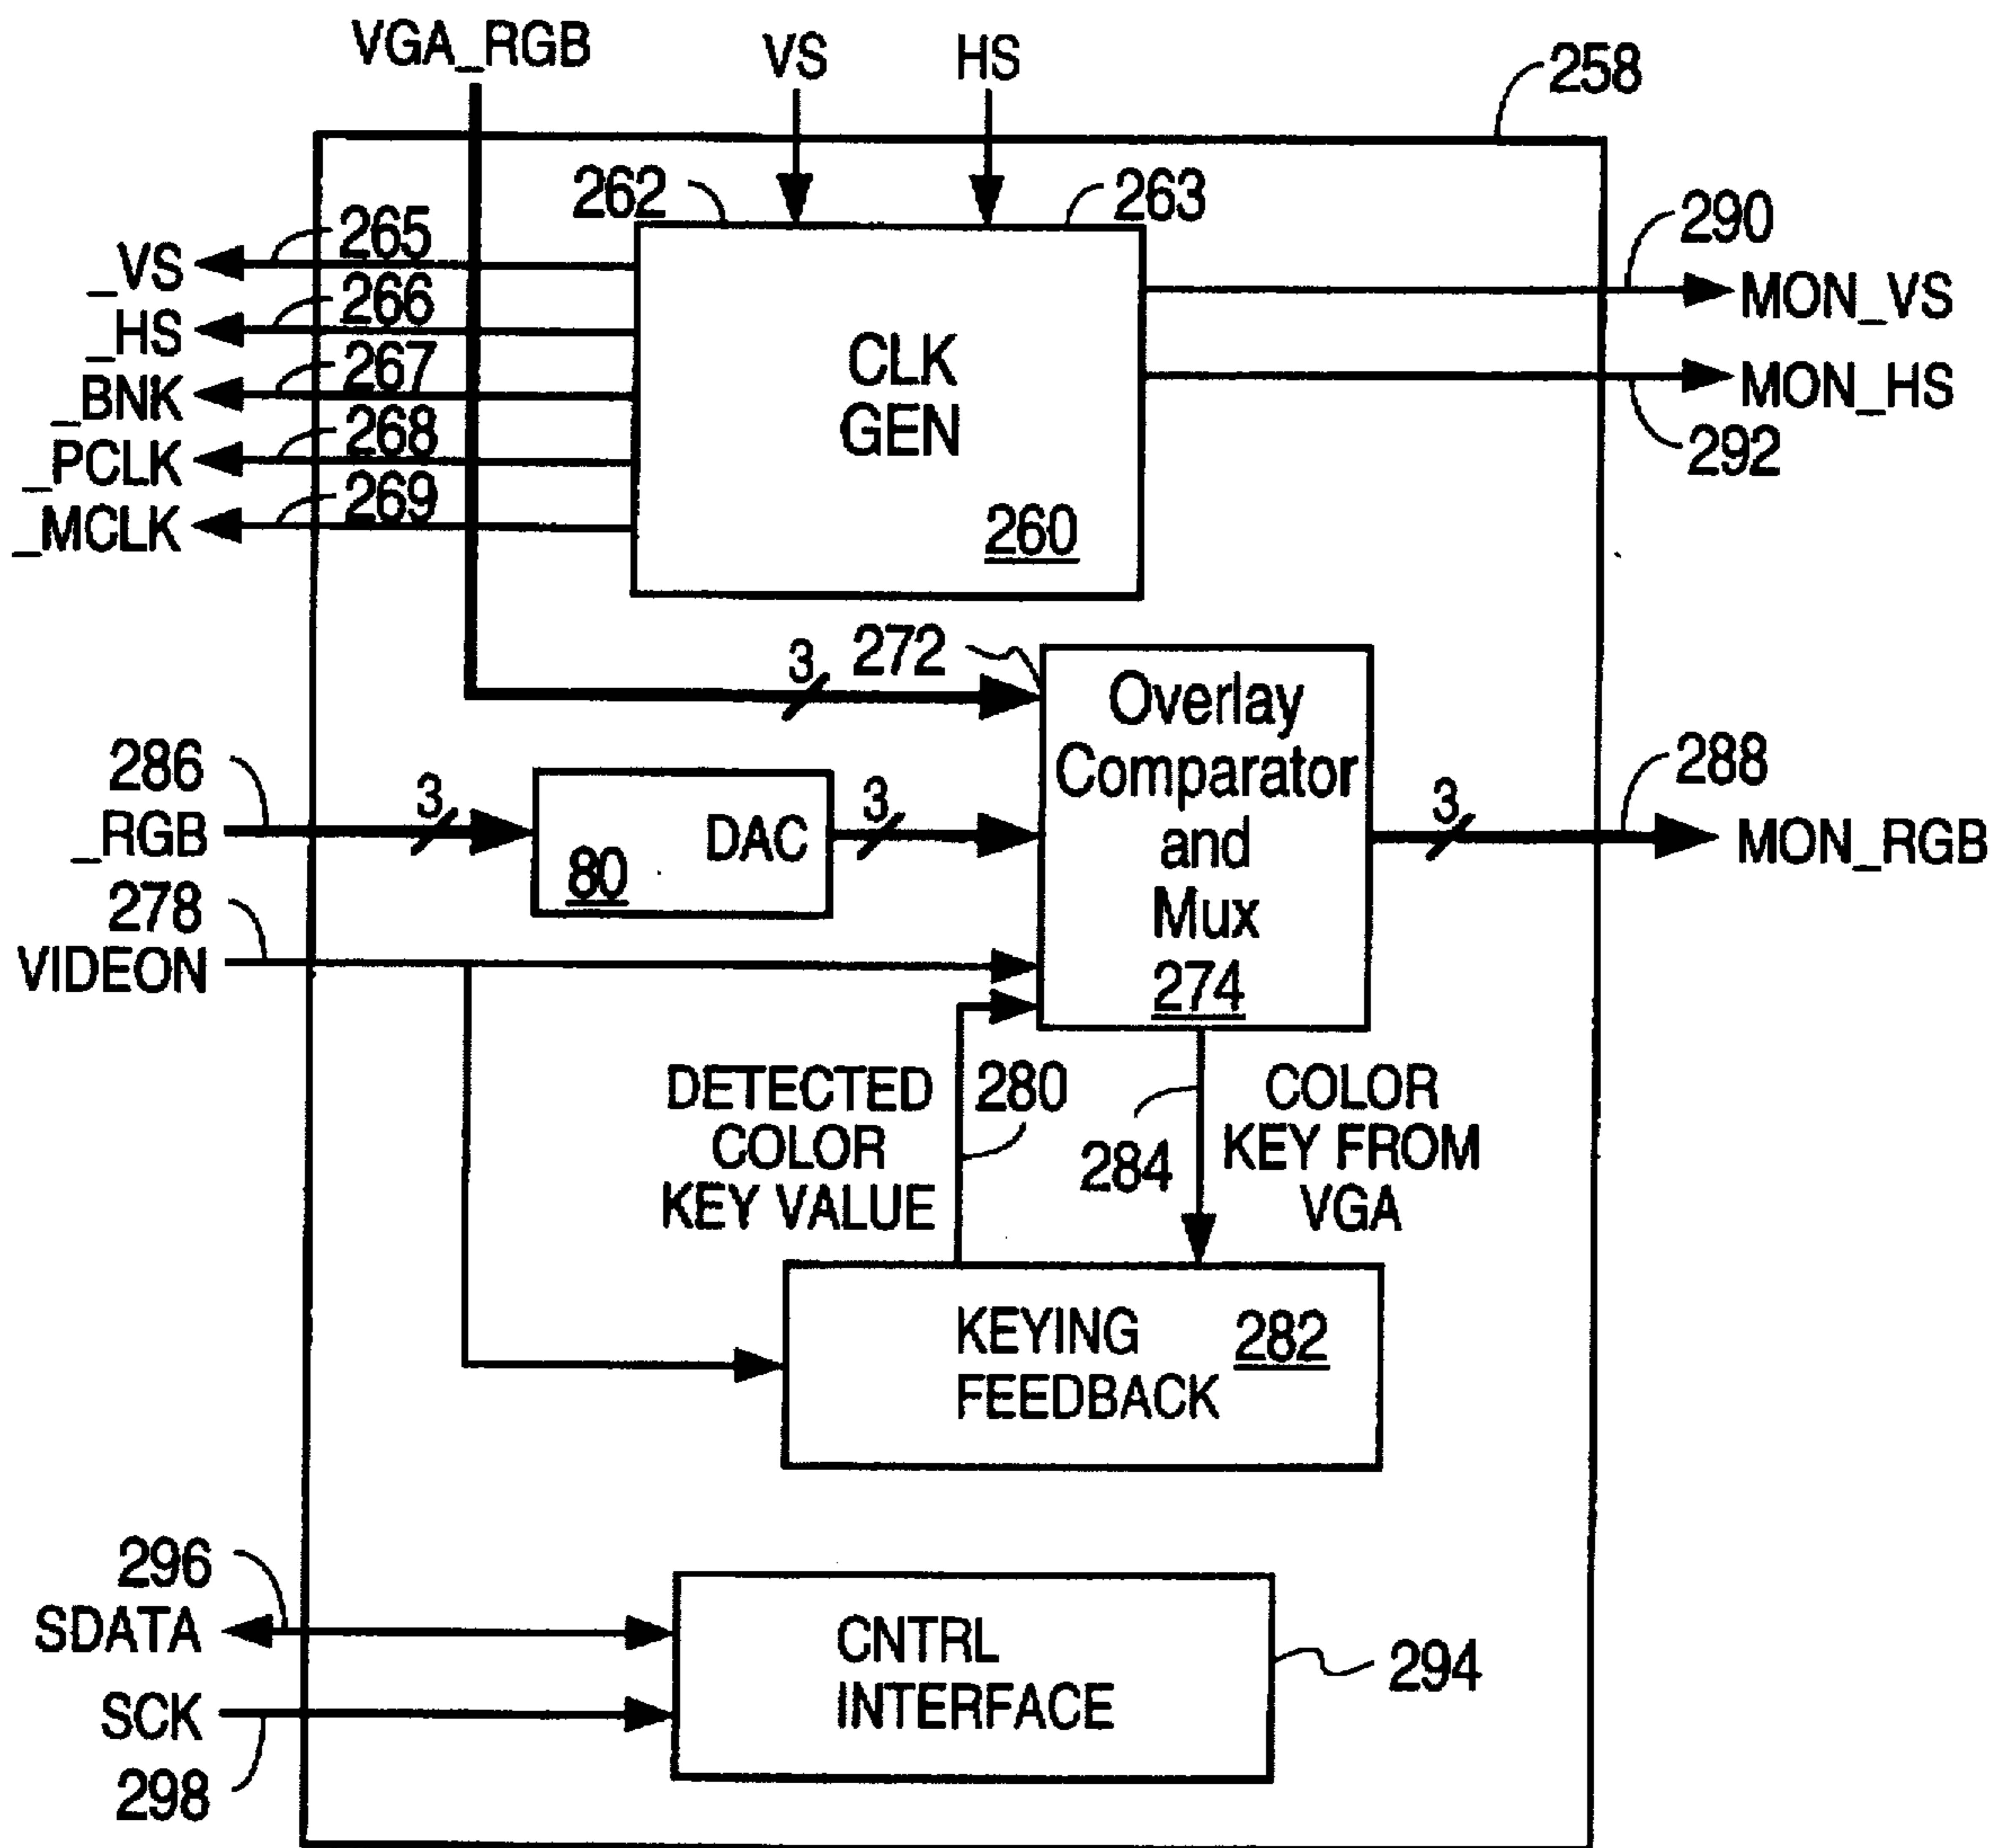 VGA_RGB
VS
HS
258
262
263
265
_VS
266
_HS
267
_BNK
268
_PCLK
269
_MCLK
CLK
GEN
260
290
MON_VS
MON_HS
292
3
272
Overlay
Comparator
and
Mux
274
286
_RGB
3
DAC
80
3
3
288
MON_RGB
278
VIDEON
DETECTED
COLOR
KEY VALUE
280
284
COLOR
KEY FROM
VGA
KEYING
FEEDBACK
282
296
SDATA
SCK
298
CNTRL
INTERFACE
294